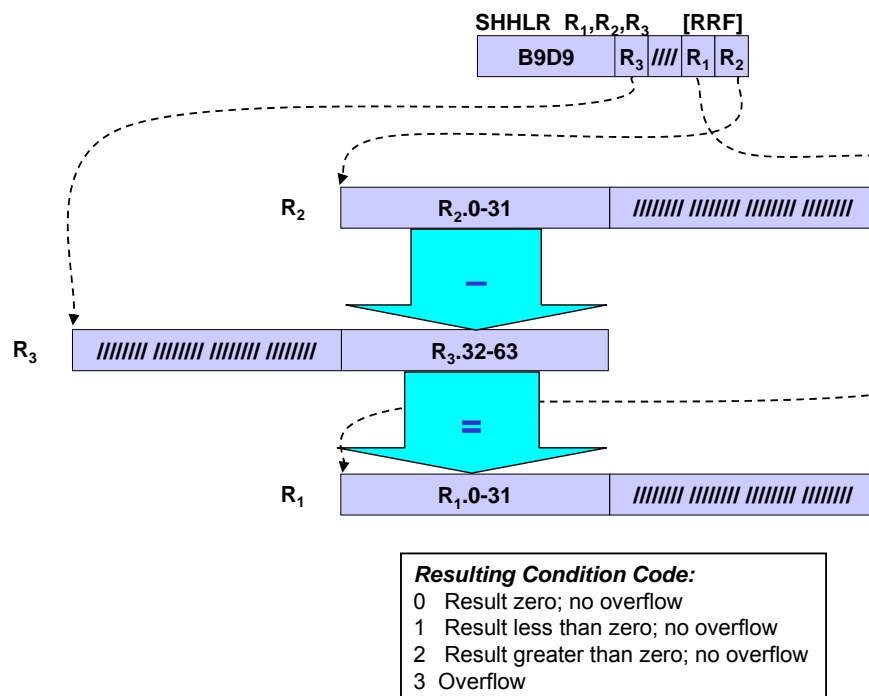 SHHLR R₁,R₂,R₃ [RRF]
B9D9 R₃ //// R₁ R₂
R₂ R₂.0-31 //////// //////// //////// ////////
–
R₃ //////// //////// //////// //////// R₃.32-63
=
R₁ R₁.0-31 //////// //////// //////// ////////
Resulting Condition Code:
0 Result zero; no overflow
1 Result less than zero; no overflow
2 Result greater than zero; no overflow
3 Overflow